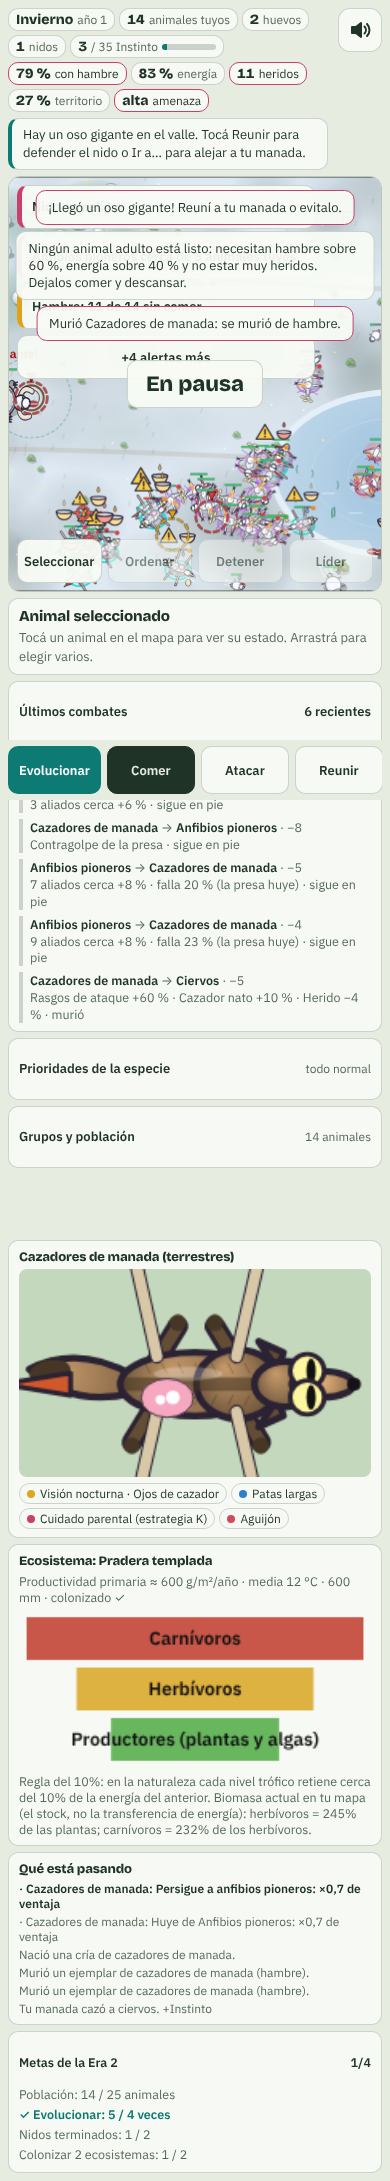 Invierno año 1
14 animales tuyos
2 huevos
1 nidos
3 / 35 Instinto
79 % con hambre
83 % energía
11 heridos
27 % territorio
alta amenaza
Hay un oso gigante en el valle. Tocá Reunir para
defender el nido o Ir a... para alejar a tu manada.
¡Llegó un oso gigante! Reuní a tu manada o evitalo.
Ningún animal adulto está listo: necesitan hambre sobre
60 %, energía sobre 40 % y no estar muy heridos.
Dejalos comer y descansar.
Hambre: 11 de 14 sin comer
Murió Cazadores de manada: se murió de hambre.
+4 alertas más
En pausa
Seleccionar
Ordenar
Detener
Líder
Animal seleccionado
Tocá un animal en el mapa para ver su estado. Arrastrá para
elegir varios.
Últimos combates
6 recientes
Evolucionar
Comer
Atacar
Reunir
3 aliados cerca +6 % · sigue en pie
Cazadores de manada → Anfibios pioneros · −8
Contragolpe de la presa · sigue en pie
Anfibios pioneros → Cazadores de manada · −5
7 aliados cerca +8 % · falla 20 % (la presa huye) · sigue en
pie
Anfibios pioneros → Cazadores de manada · −4
9 aliados cerca +8 % · falla 23 % (la presa huye) · sigue en
pie
Cazadores de manada → Ciervos · −5
Rasgos de ataque +60 % · Cazador nato +10 % · Herido −4
% · murió
Prioridades de la especie
todo normal
Grupos y población
14 animales
Cazadores de manada (terrestres)
Visión nocturna · Ojos de cazador
Patas largas
Cuidado parental (estrategia K)
Aguijón
Ecosistema: Pradera templada
Productividad primaria ≈ 600 g/m²/año · media 12 °C · 600
mm · colonizado ✓
Carnívoros
Herbívoros
Productores (plantas y algas)
Regla del 10%: en la naturaleza cada nivel trófico retiene cerca
del 10% de la energía del anterior. Biomasa actual en tu mapa
(el stock, no la transferencia de energía): herbívoros = 245%
de las plantas; carnívoros = 232% de los herbívoros.
Qué está pasando
· Cazadores de manada: Persigue a anfibios pioneros: ×0,7 de
ventaja
· Cazadores de manada: Huye de Anfibios pioneros: ×0,7 de
ventaja
Nació una cría de cazadores de manada.
Murió un ejemplar de cazadores de manada (hambre).
Murió un ejemplar de cazadores de manada (hambre).
Tu manada cazó a ciervos. +Instinto
Metas de la Era 2
1/4
Población: 14 / 25 animales
✓ Evolucionar: 5 / 4 veces
Nidos terminados: 1 / 2
Colonizar 2 ecosistemas: 1 / 2